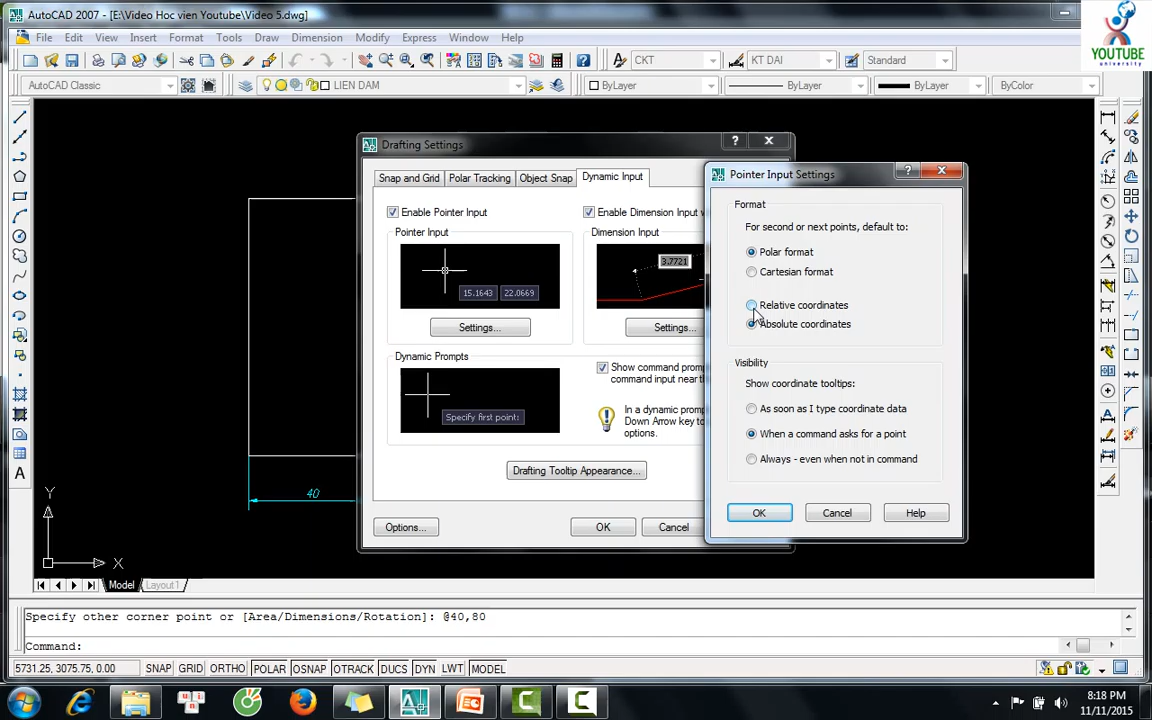 AutoCAD 2007 - [E:\Video Hoc vien Youtube\Video 5.dwg]
File Edit View Insert Format Tools Draw Dimension Modify Express Window Help
YOUTUBE
university
CKT KT DAI Standard
AutoCAD Classic LIEN DAM ByLayer ByLayer ByLayer ByColor
Drafting Settings
Snap and Grid Polar Tracking Object Snap Dynamic Input
Enable Pointer Input Enable Dimension Input w
Pointer Input Dimension Input
3.7721
15.1643 22.0669
Settings... Settings...
Dynamic Prompts
Show command prom
command input near th
Specify first point:
In a dynamic promp
Down Arrow key to
options.
Drafting Tooltip Appearance...
Options... OK Cancel
Pointer Input Settings
Format
For second or next points, default to:
Polar format
Cartesian format
Relative coordinates
Absolute coordinates
Visibility
Show coordinate tooltips:
As soon as I type coordinate data
When a command asks for a point
Always - even when not in command
OK Cancel Help
40
Y
X
Model Layout1
Specify other corner point or [Area/Dimensions/Rotation]: @40,80
Command:
5731.25, 3075.75, 0.00 SNAP GRID ORTHO POLAR OSNAP OTRACK DUCS DYN LWT MODEL
8:18 PM
11/11/2015